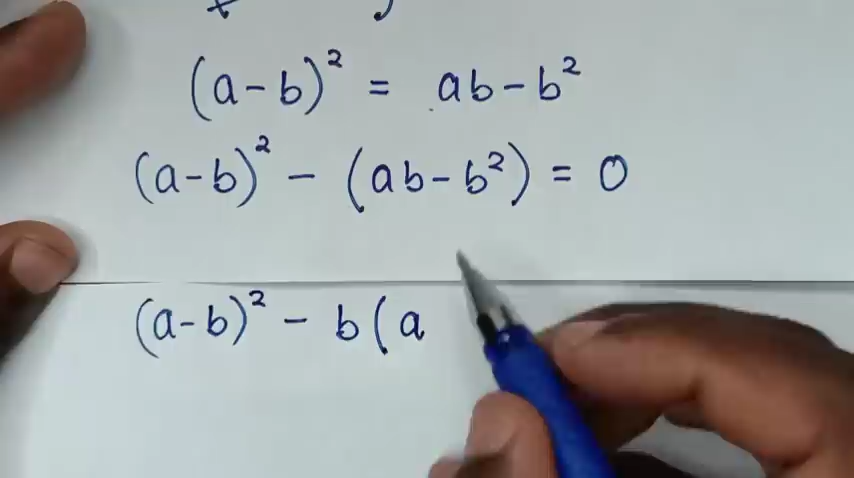 (a-b)² = ab-b²
(a-b)² - (ab-b²) = 0
(a-b)² - b(a